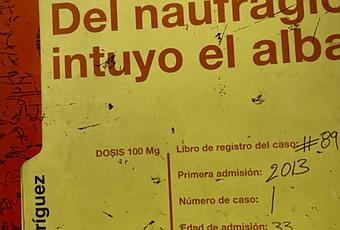 Del naufragio
intuyo el alba
DOSIS 100 Mg
Libro de registro del caso: #89
Primera admisión: 2013
Número de caso: 1
Edad de admisión: 33
ríguez